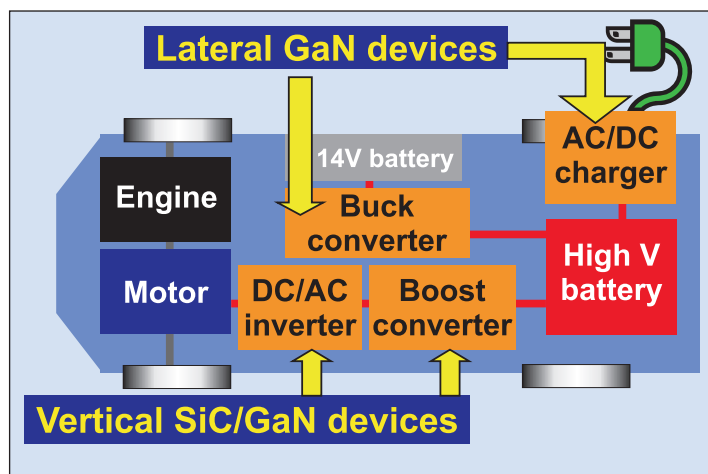 Lateral GaN devices
14V battery
AC/DC
charger
Engine
Buck
converter
High V
battery
Motor
DC/AC
inverter
Boost
converter
Vertical SiC/GaN devices